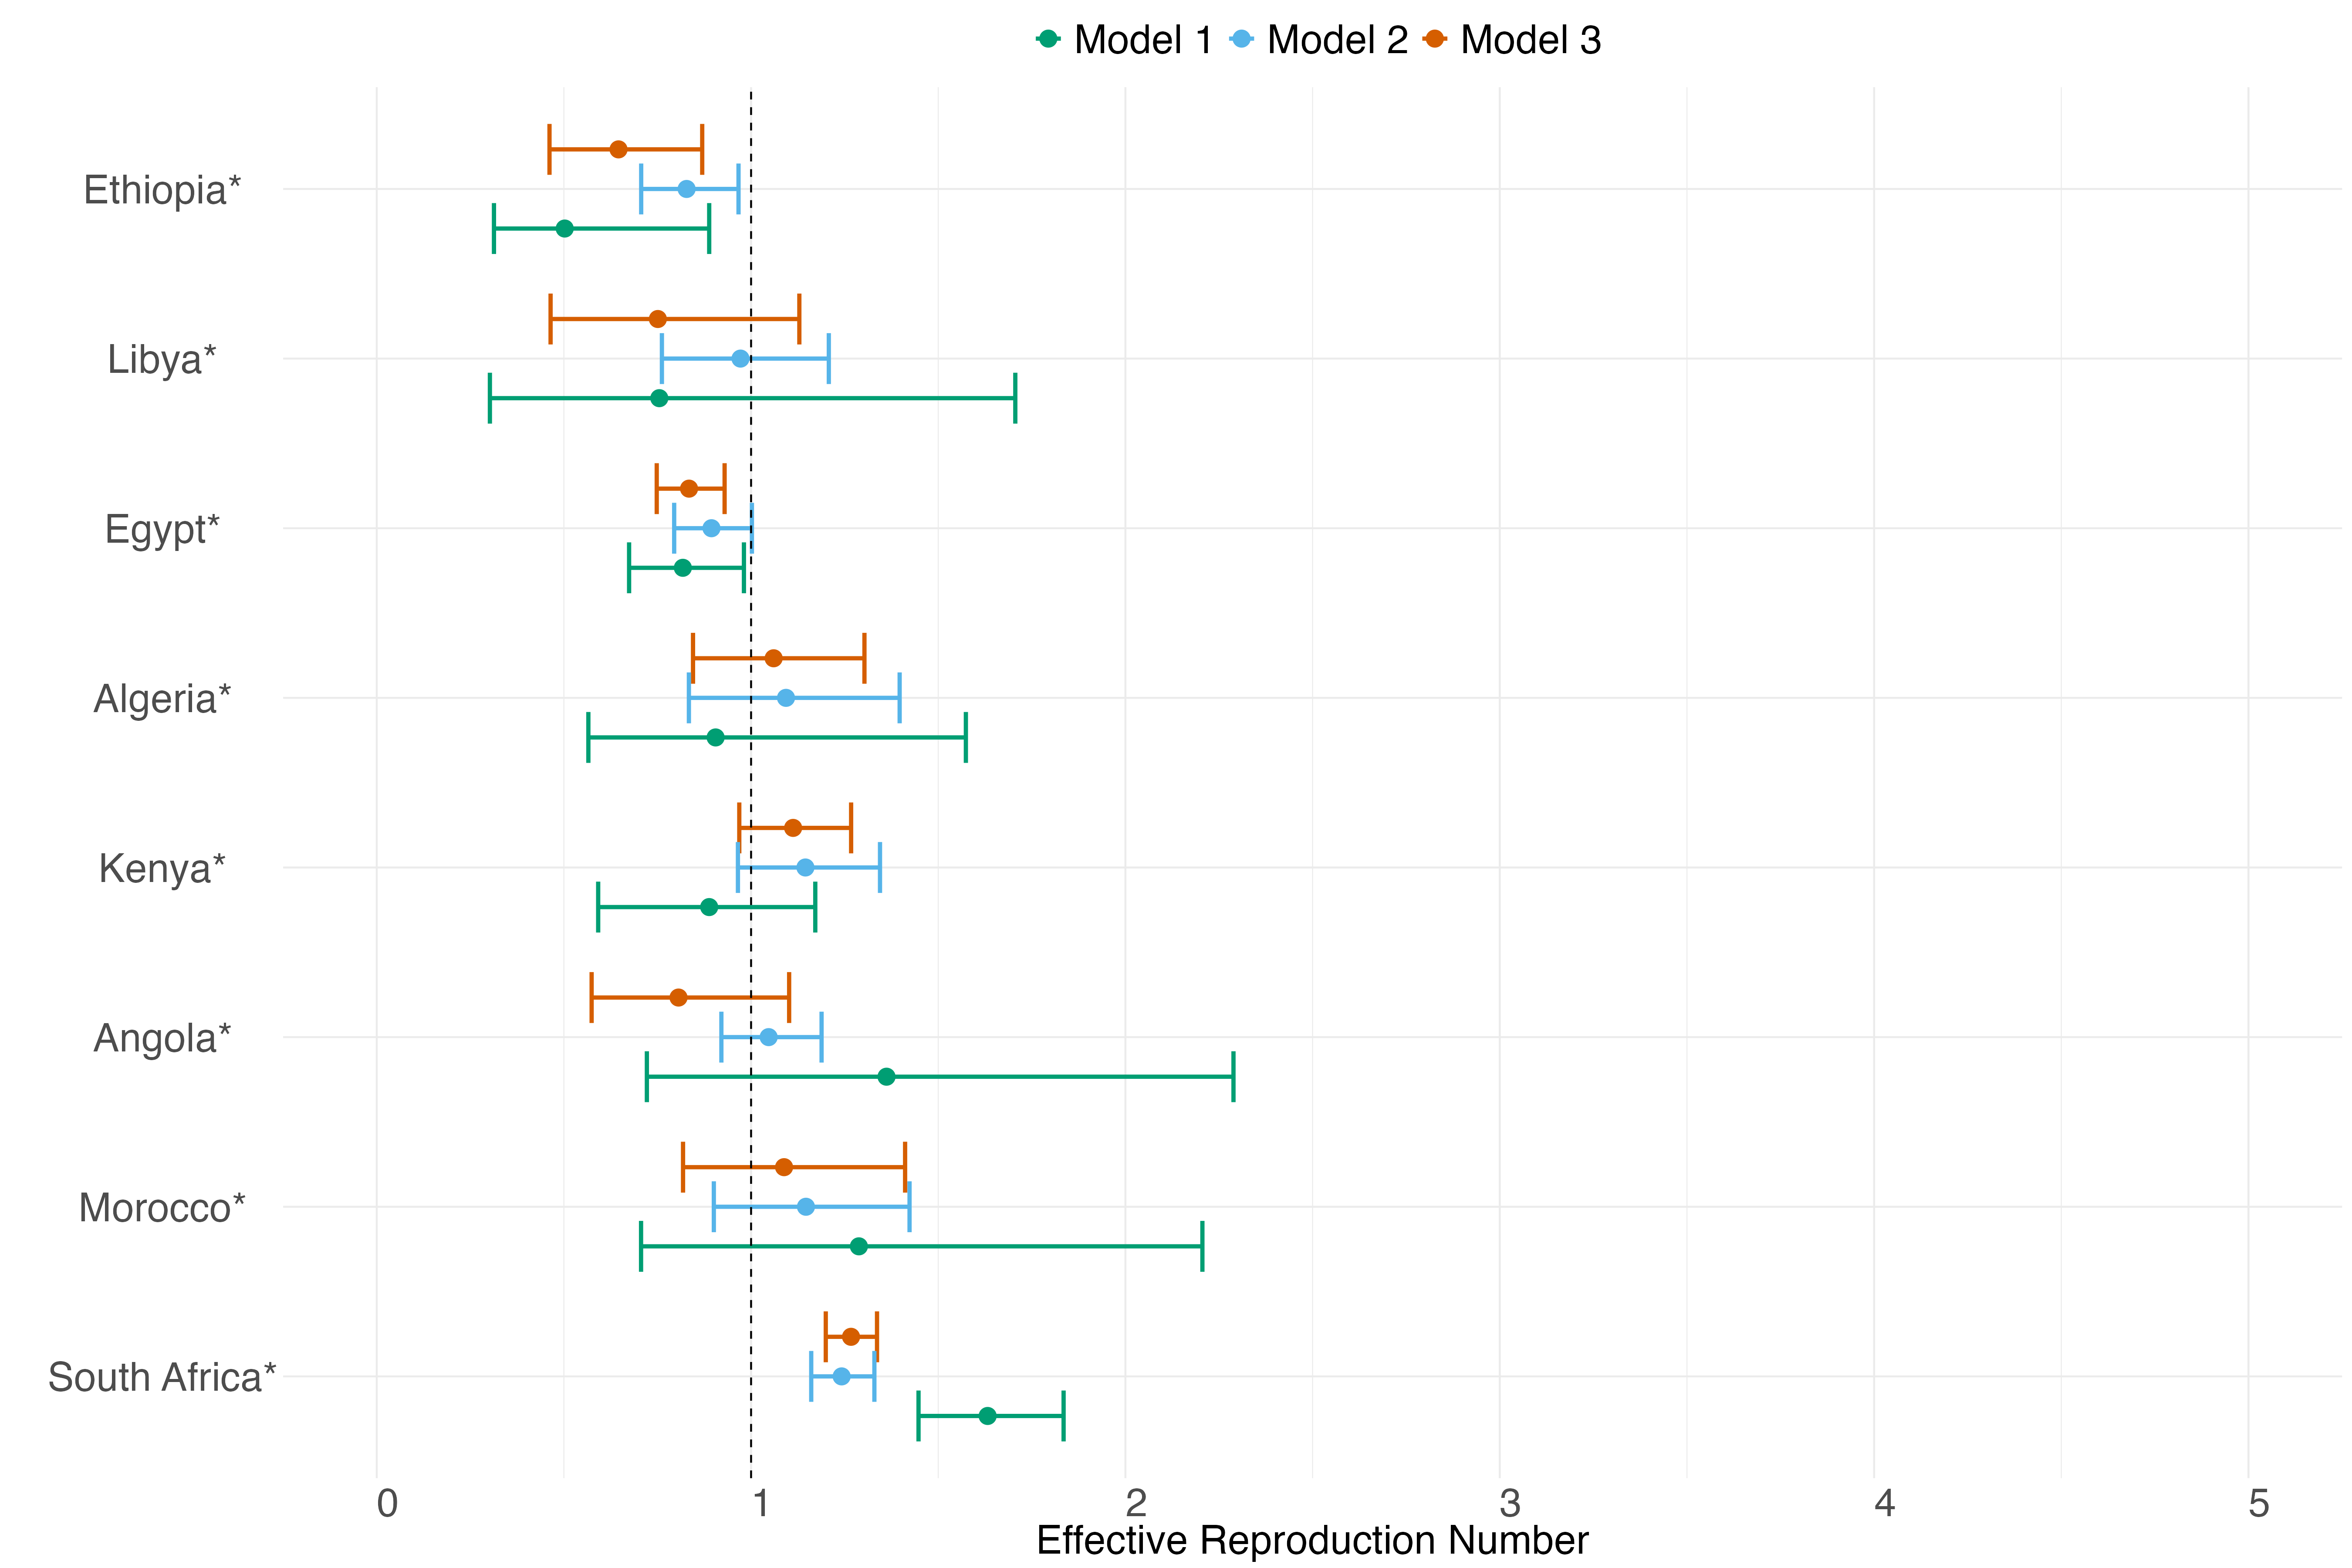 Model 1 Model 2 Model 3
Ethiopia*
Libya*
Egypt*
Algeria*
Kenya*
Angola*
Morocco*
South Africa*
0 1 2 3 4 5
Effective Reproduction Number